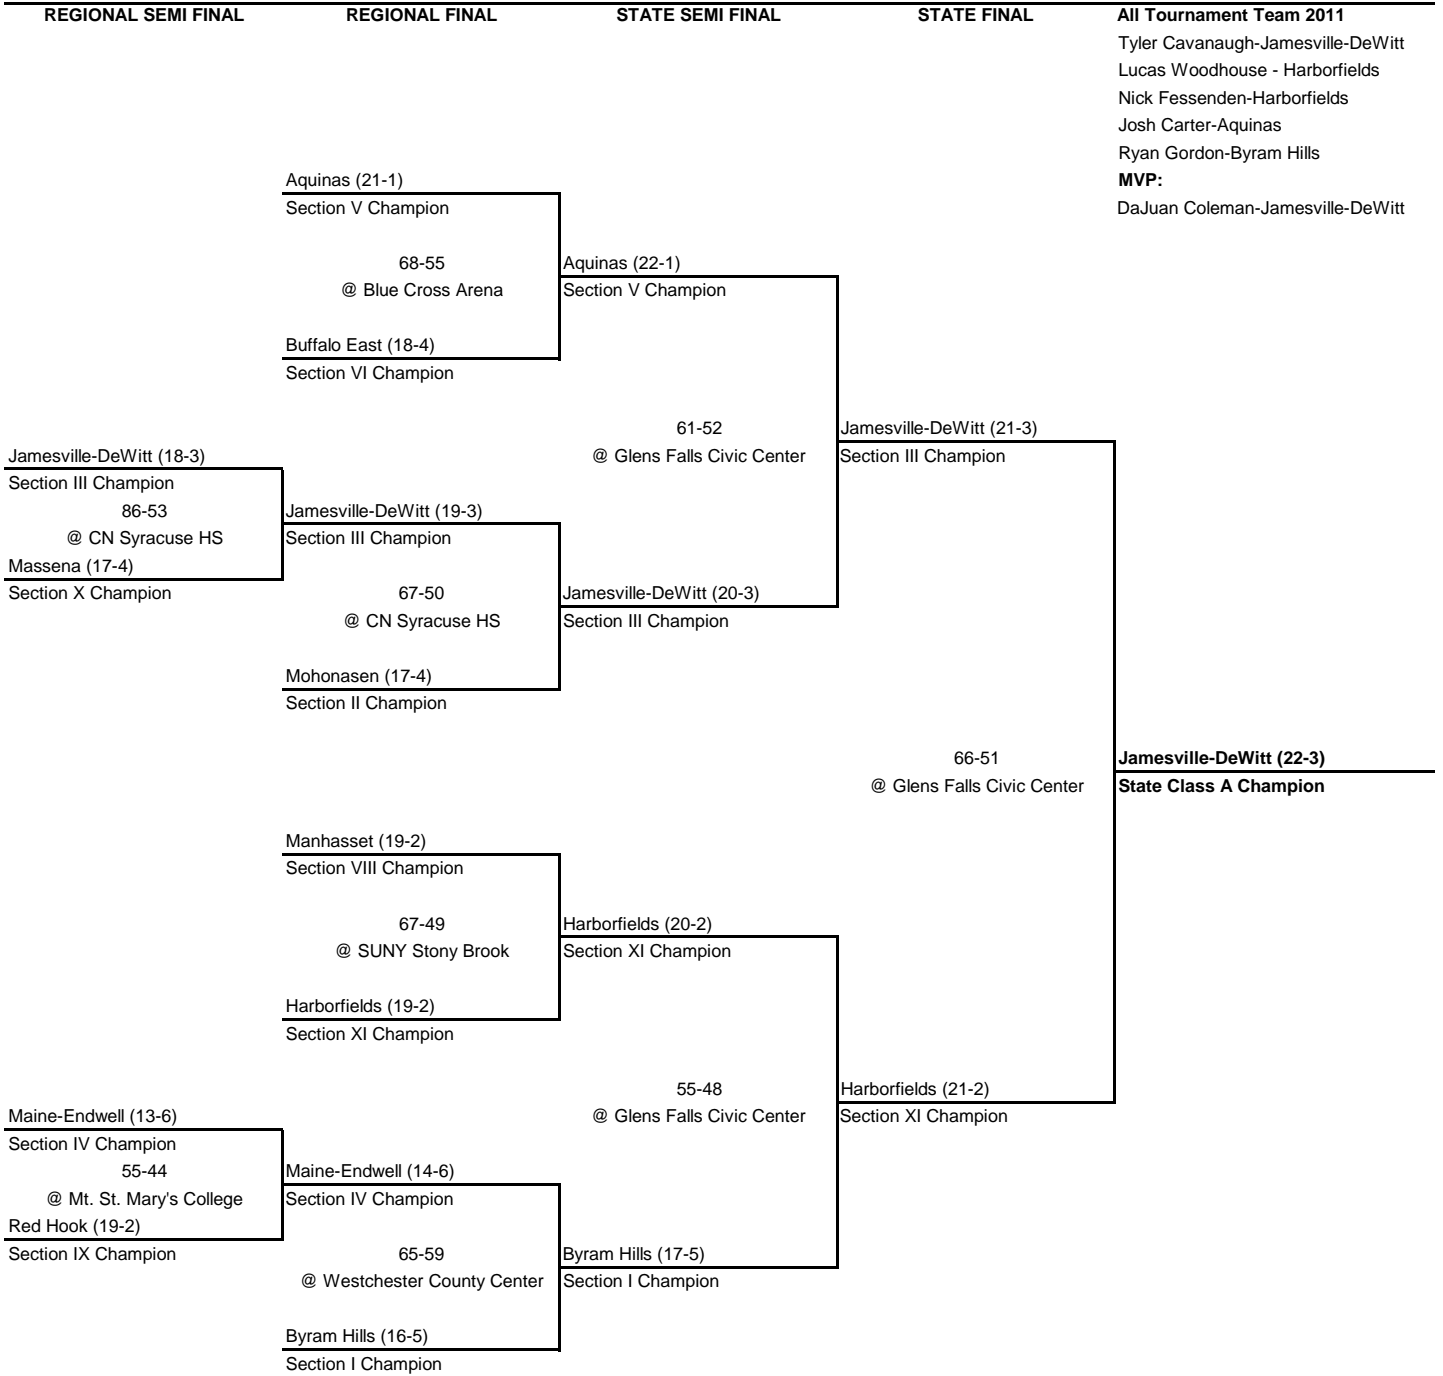 REGIONAL SEMI FINAL REGIONAL FINAL STATE SEMI FINAL STATE FINAL All Tournament Team 2011
Tyler Cavanaugh-Jamesville-DeWitt
Lucas Woodhouse - Harborfields
Nick Fessenden-Harborfields
Josh Carter-Aquinas
Ryan Gordon-Byram Hills
Aquinas (21-1) MVP:
Section V Champion DaJuan Coleman-Jamesville-DeWitt
68-55 Aquinas (22-1)
@ Blue Cross Arena Section V Champion
Buffalo East (18-4)
Section VI Champion
61-52 Jamesville-DeWitt (21-3)
Jamesville-DeWitt (18-3) @ Glens Falls Civic Center Section III Champion
Section III Champion
86-53 Jamesville-DeWitt (19-3)
@ CN Syracuse HS Section III Champion
Massena (17-4)
Section X Champion 67-50 Jamesville-DeWitt (20-3)
@ CN Syracuse HS Section III Champion
Mohonasen (17-4)
Section II Champion
66-51 Jamesville-DeWitt (22-3)
@ Glens Falls Civic Center State Class A Champion
Manhasset (19-2)
Section VIII Champion
67-49 Harborfields (20-2)
@ SUNY Stony Brook Section XI Champion
Harborfields (19-2)
Section XI Champion
55-48 Harborfields (21-2)
Maine-Endwell (13-6) @ Glens Falls Civic Center Section XI Champion
Section IV Champion
55-44 Maine-Endwell (14-6)
@ Mt. St. Mary's College Section IV Champion
Red Hook (19-2)
Section IX Champion 65-59 Byram Hills (17-5)
@ Westchester County Center Section I Champion
Byram Hills (16-5)
Section I Champion